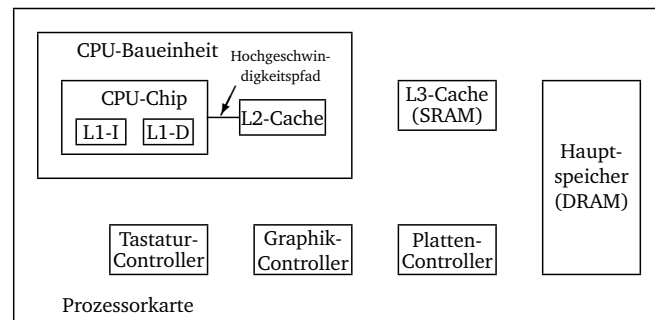 CPU-Baueinheit
Hochgeschwin-
digkeitspfad
CPU-Chip
L1-I
L1-D
L2-Cache
L3-Cache
(SRAM)
Haupt-
speicher
(DRAM)
Tastatur-
Controller
Graphik-
Controller
Platten-
Controller
Prozessorkarte